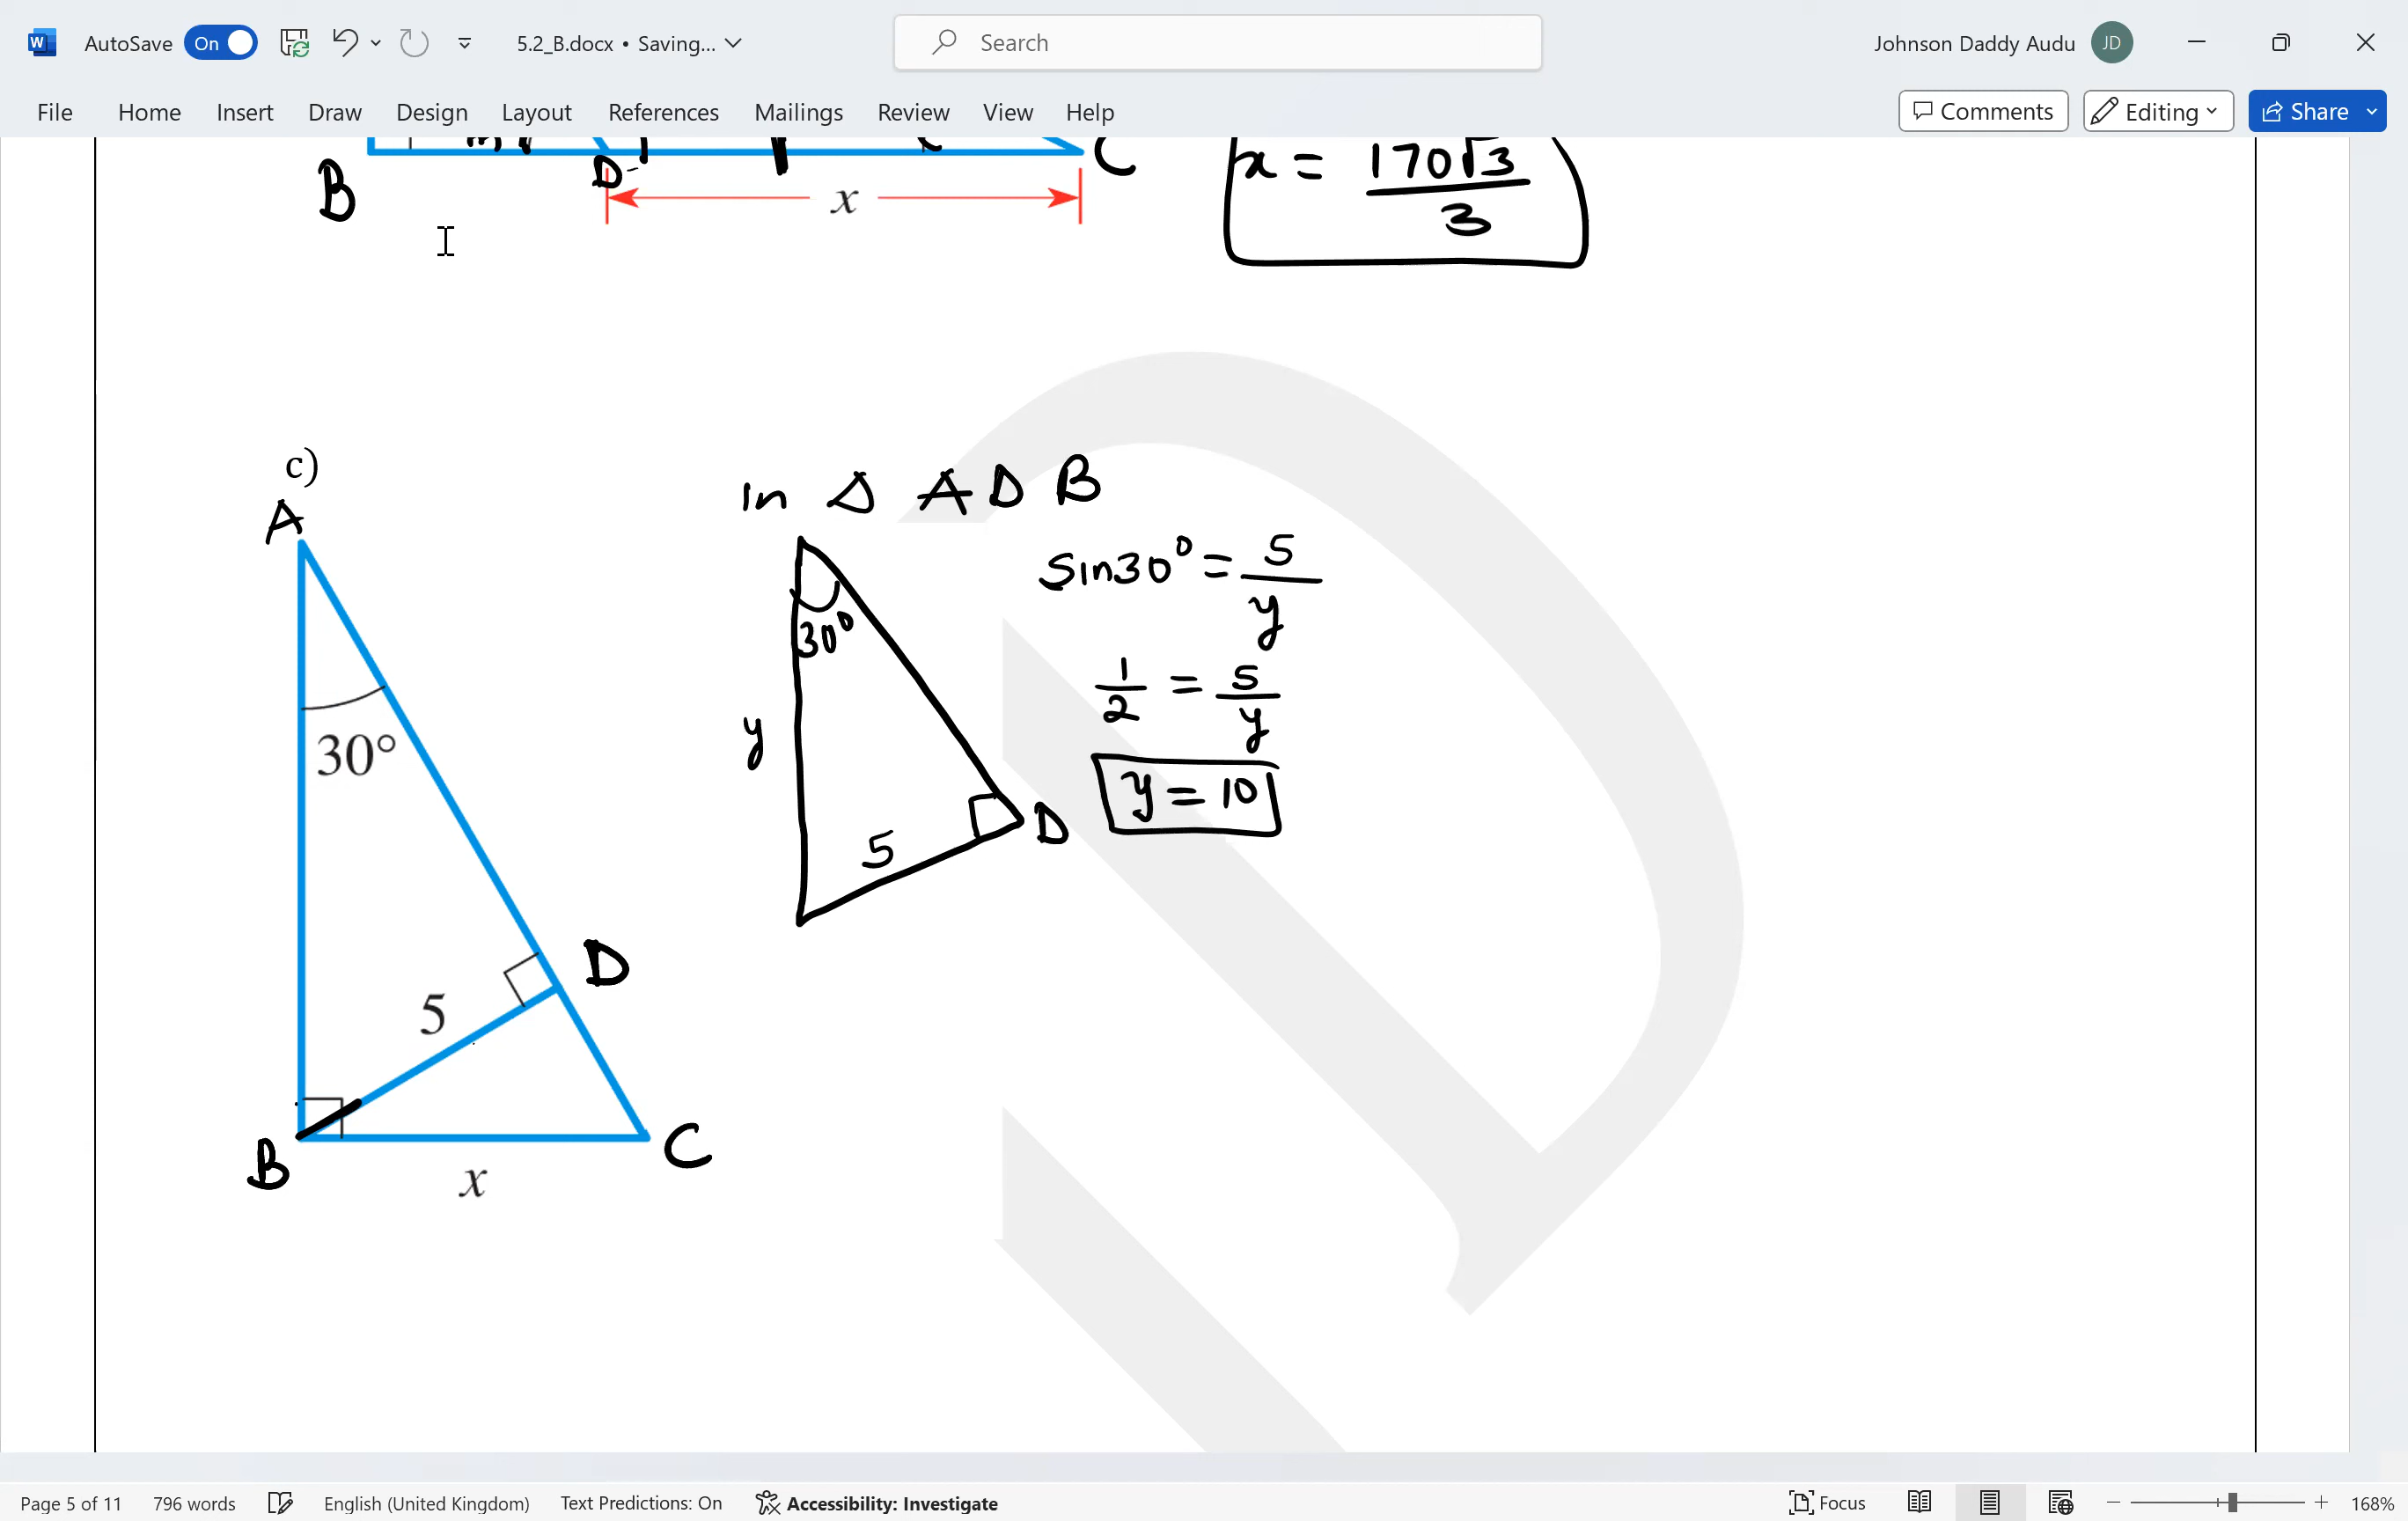 AutoSave On 5.2_B.docx • Saving... Search Johnson Daddy Audu JD
File Home Insert Draw Design Layout References Mailings Review View Help Comments Editing Share
B D C
x
x = 170√3 / 3
c)
A
30°
5
D
B
C
x
In Δ ADB
30°
y
5
D
sin30° = 5/y
1/2 = 5/y
y = 10
Page 5 of 11 796 words English (United Kingdom) Text Predictions: On Accessibility: Investigate Focus 168%